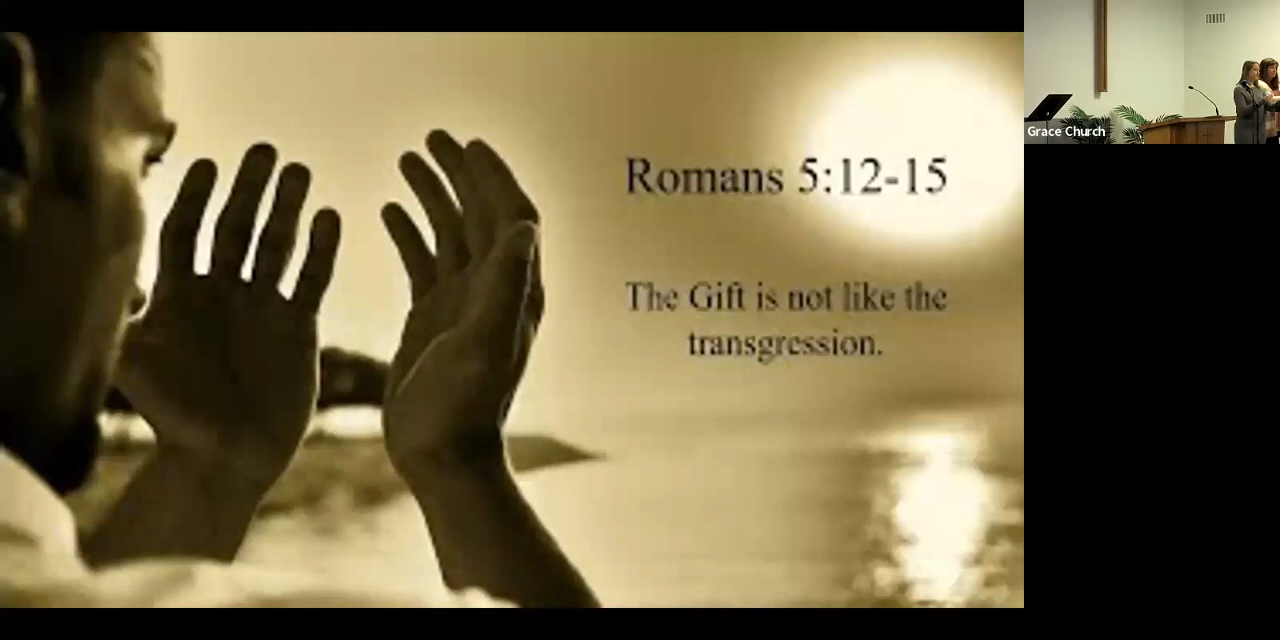 Romans 5:12-15
The Gift is not like the
transgression.
Grace Church